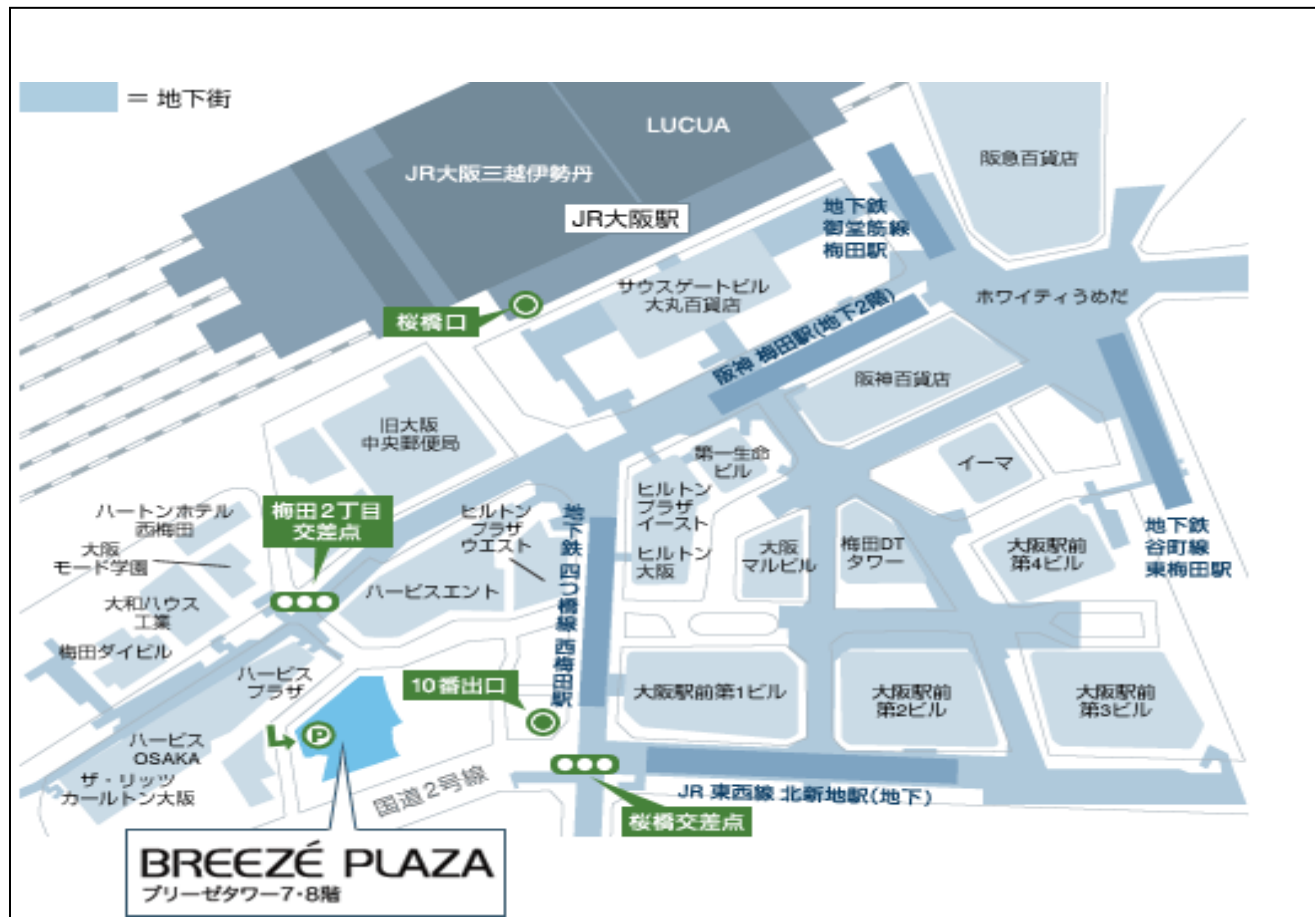 = 地下街
LUCUA
JR大阪三越伊勢丹
JR大阪駅
阪急百貨店
地下鉄
御堂筋線
梅田駅
サウスゲートビル
大丸百貨店
ホワイティうめだ
桜橋口
阪神 梅田駅(地下2階)
阪神百貨店
旧大阪
中央郵便局
第一生命
ビル
イーマ
ヒルトン
プラザ
イースト
ヒルトン
大阪
ハートンホテル
西梅田
梅田2丁目
交差点
ヒルトン
プラザ
ウエスト
地下鉄 四つ橋線 西梅田駅
大阪
マルビル
梅田DT
タワー
大阪駅前
第4ビル
地下鉄
谷町線
東梅田駅
大阪
モード学園
大和ハウス
工業
ハービスエント
梅田ダイビル
ハービス
プラザ
10番出口
大阪駅前第1ビル
大阪駅前
第2ビル
大阪駅前
第3ビル
P
ハービス
OSAKA
ザ・リッツ
カールトン大阪
国道2号線
JR 東西線 北新地駅(地下)
桜橋交差点
BREEZÉ PLAZA
ブリーゼタワー7・8階